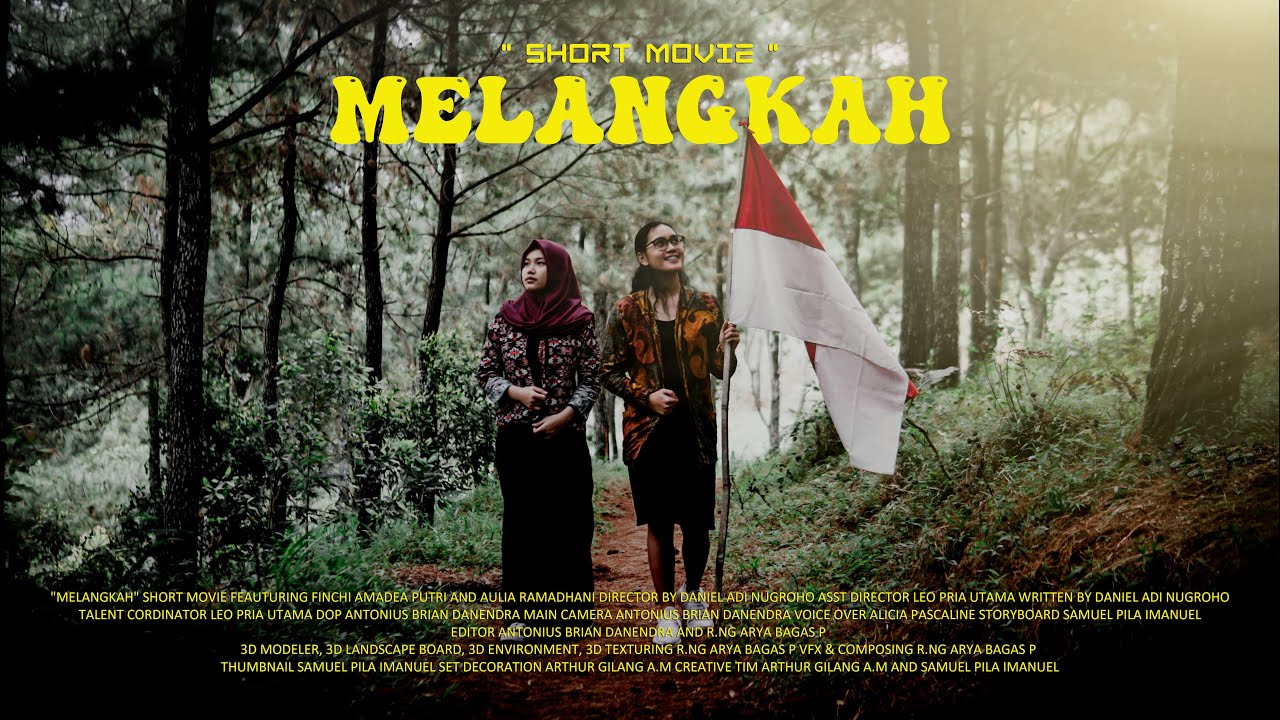 " SHORT MOVIE "
MELANGKAH
"MELANGKAH" SHORT MOVIE FEAUTURING FINCHI AMADEA PUTRI AND AULIA RAMADHANI DIRECTOR BY DANIEL ADI NUGROHO ASST DIRECTOR LEO PRIA UTAMA WRITTEN BY DANIEL ADI NUGROHO
TALENT CORDINATOR LEO PRIA UTAMA DOP ANTONIUS BRIAN DANENDRA MAIN CAMERA ANTONIUS BRIAN DANENDRA VOICE OVER ALICIA PASCALINE STORYBOARD SAMUEL PILA IMANUEL
EDITOR ANTONIUS BRIAN DANENDRA AND R.NG ARYA BAGAS P
3D MODELER, 3D LANDSCAPE BOARD, 3D ENVIRONMENT, 3D TEXTURING R.NG ARYA BAGAS P VFX & COMPOSING R.NG ARYA BAGAS P
THUMBNAIL SAMUEL PILA IMANUEL SET DECORATION ARTHUR GILANG A.M CREATIVE TIM ARTHUR GILANG A.M AND SAMUEL PILA IMANUEL